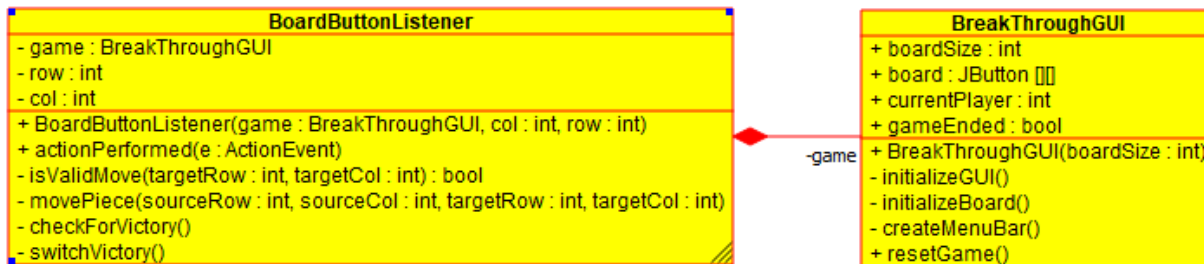 BoardButtonListener
- game : BreakThroughGUI
- row : int
- col : int
+ BoardButtonListener(game : BreakThroughGUI, col : int, row : int)
+ actionPerformed(e : ActionEvent)
- isValidMove(targetRow : int, targetCol : int) : bool
- movePiece(sourceRow : int, sourceCol : int, targetRow : int, targetCol : int)
- checkForVictory()
- switchVictory()
-game
BreakThroughGUI
+ boardSize : int
+ board : JButton [][]
+ currentPlayer : int
+ gameEnded : bool
+ BreakThroughGUI(boardSize : int)
- initializeGUI()
- initializeBoard()
- createMenuBar()
+ resetGame()